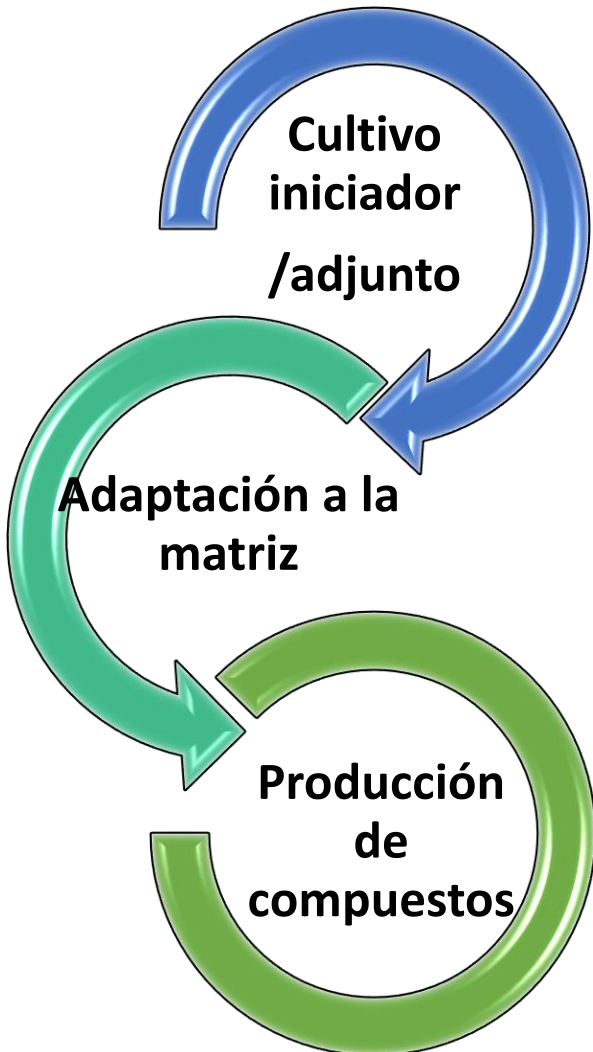 Cultivo
iniciador
/adjunto
Adaptación a la
matriz
Producción
de
compuestos